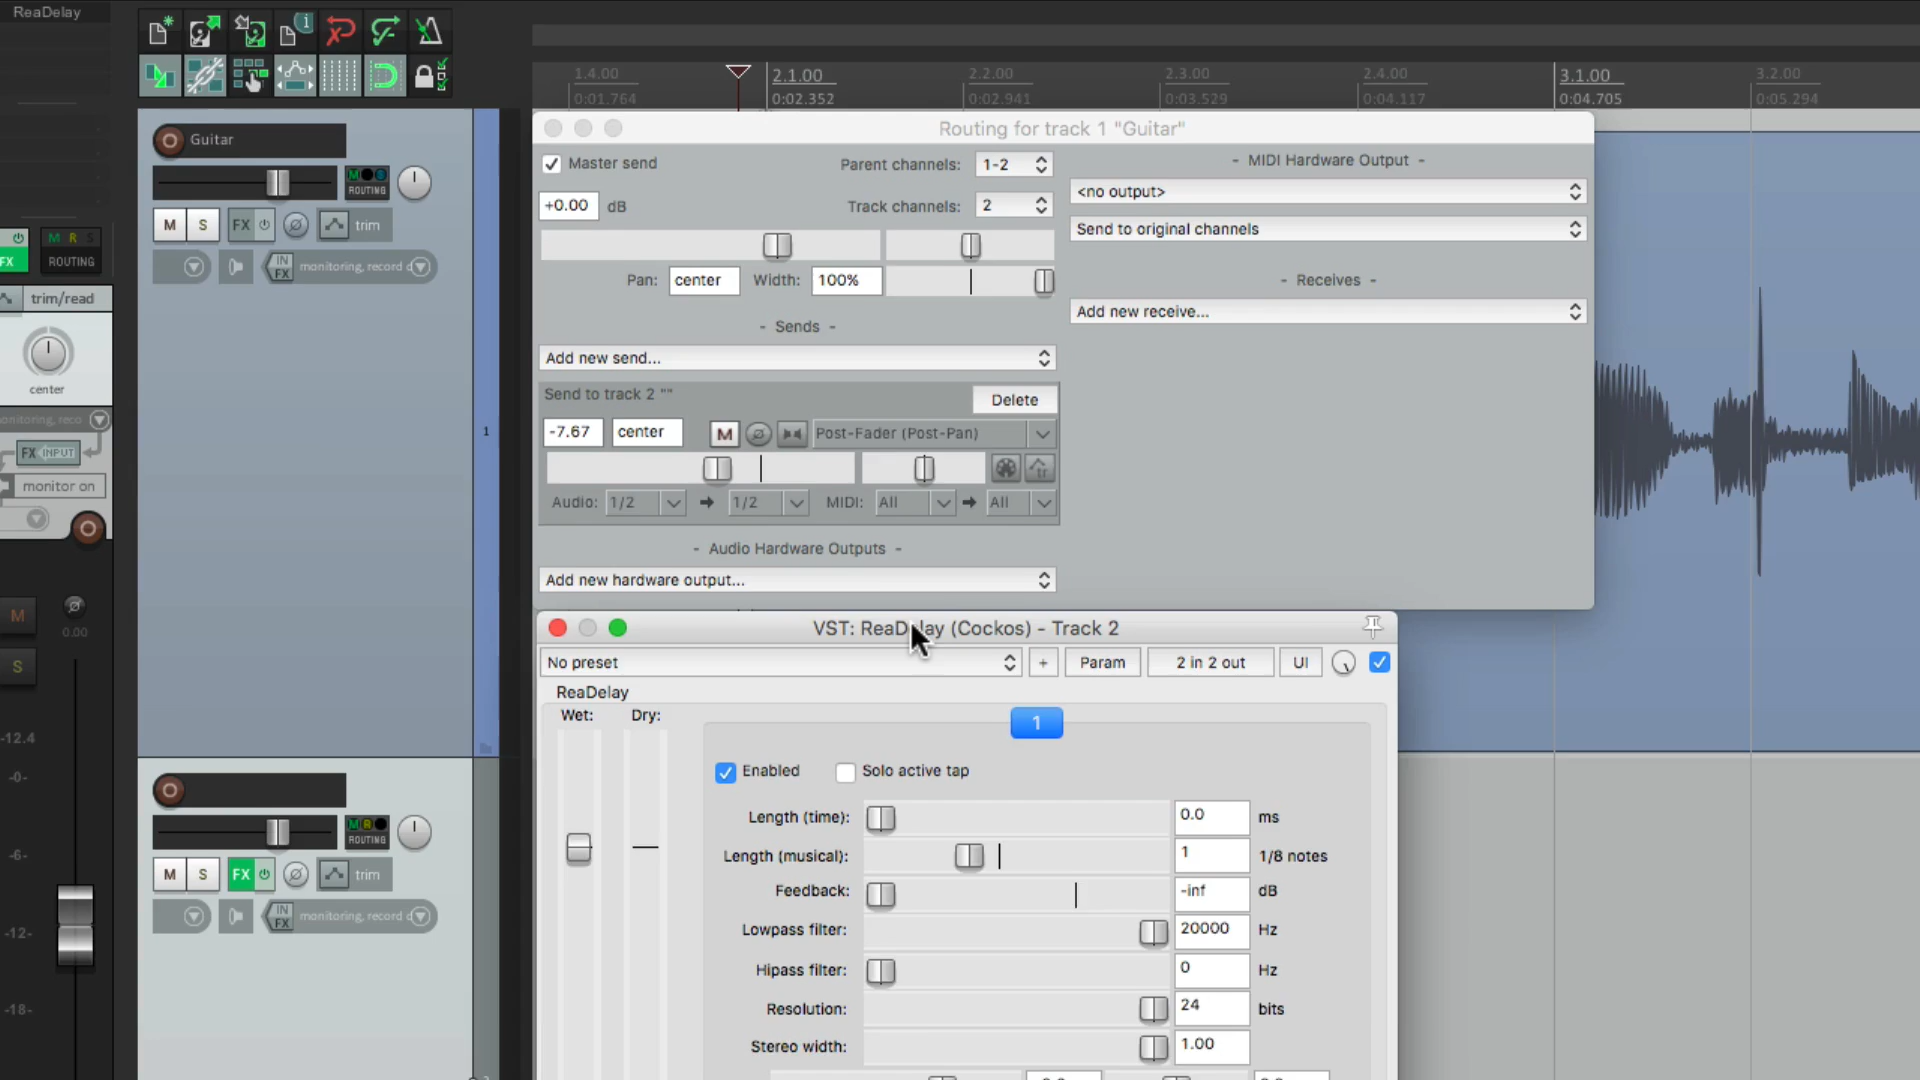 ReaDelay
1.4.00
0:01.764
2.1.00
0:02.352
2.2.00
0:02.941
2.3.00
0:03.529
2.4.00
0:04.117
3.1.00
0:04.705
3.2.00
0:05.294
Guitar
ROUTING
M S FX trim
IN FX monitoring, record
Routing for track 1 "Guitar"
Master send
Parent channels: 1-2
+0.00 dB
Track channels: 2
Pan: center Width: 100%
- Sends -
Add new send...
Send to track 2 ""
Delete
-7.67 center M Post-Fader (Post-Pan)
Audio: 1/2 1/2 MIDI: All All
- Audio Hardware Outputs -
Add new hardware output...
- MIDI Hardware Output -
<no output>
Send to original channels
- Receives -
Add new receive...
FX
M R S
ROUTING
trim/read
center
onitoring, reco
FX INPUT
monitor on
M
0.00
S
-12.4
-0-
-6-
-12-
-18-
1
M R
ROUTING
M S FX trim
IN FX monitoring, record
VST: ReaDelay (Cockos) - Track 2
No preset + Param 2 in 2 out UI
ReaDelay
Wet: Dry:
1
Enabled Solo active tap
Length (time): 0.0 ms
Length (musical): 1 1/8 notes
Feedback: -inf dB
Lowpass filter: 20000 Hz
Hipass filter: 0 Hz
Resolution: 24 bits
Stereo width: 1.00